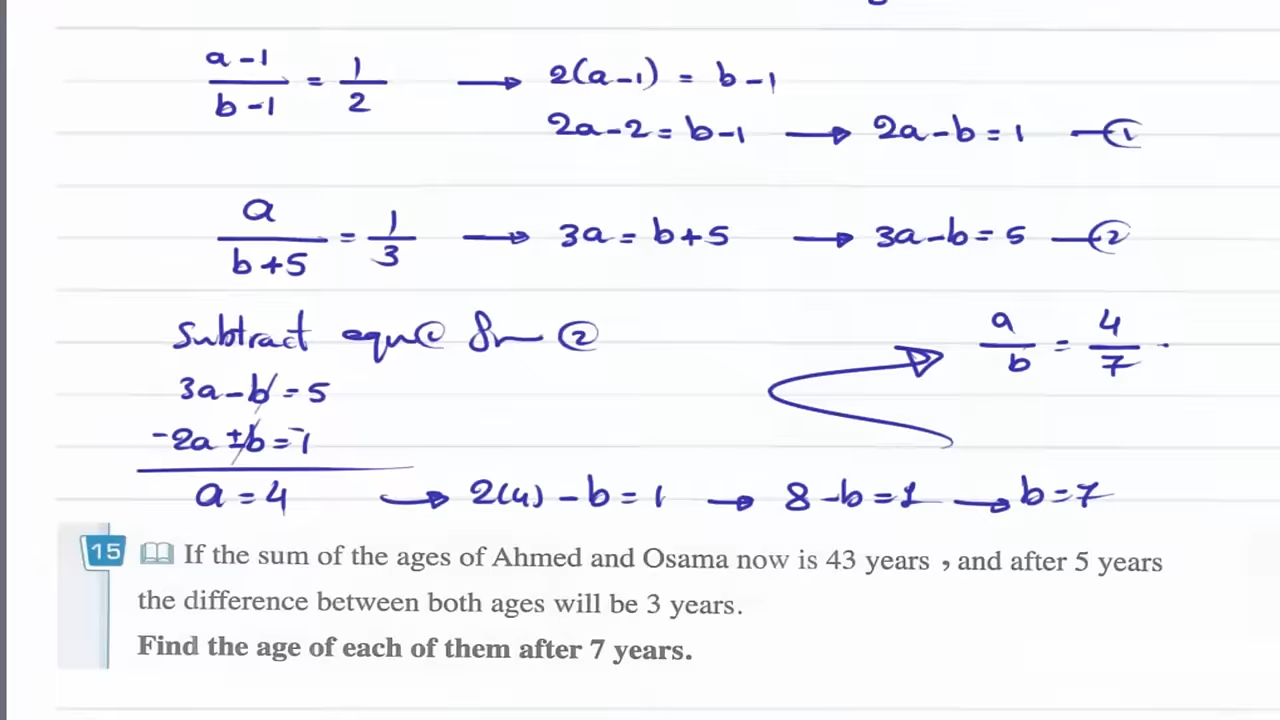 a - 1 / b - 1 = 1 / 2 → 2(a - 1) = b - 1
2a - 2 = b - 1 → 2a - b = 1 —①
a / b + 5 = 1 / 3 → 3a = b + 5 → 3a - b = 5 —②
Subtract equ ②
a / b = 4 / 7
3a - b = 5
-2a ± b = -1
a = 4 → 2(4) - b = 1 → 8 - b = 1 → b = 7
15 If the sum of the ages of Ahmed and Osama now is 43 years , and after 5 years
the difference between both ages will be 3 years.
Find the age of each of them after 7 years.